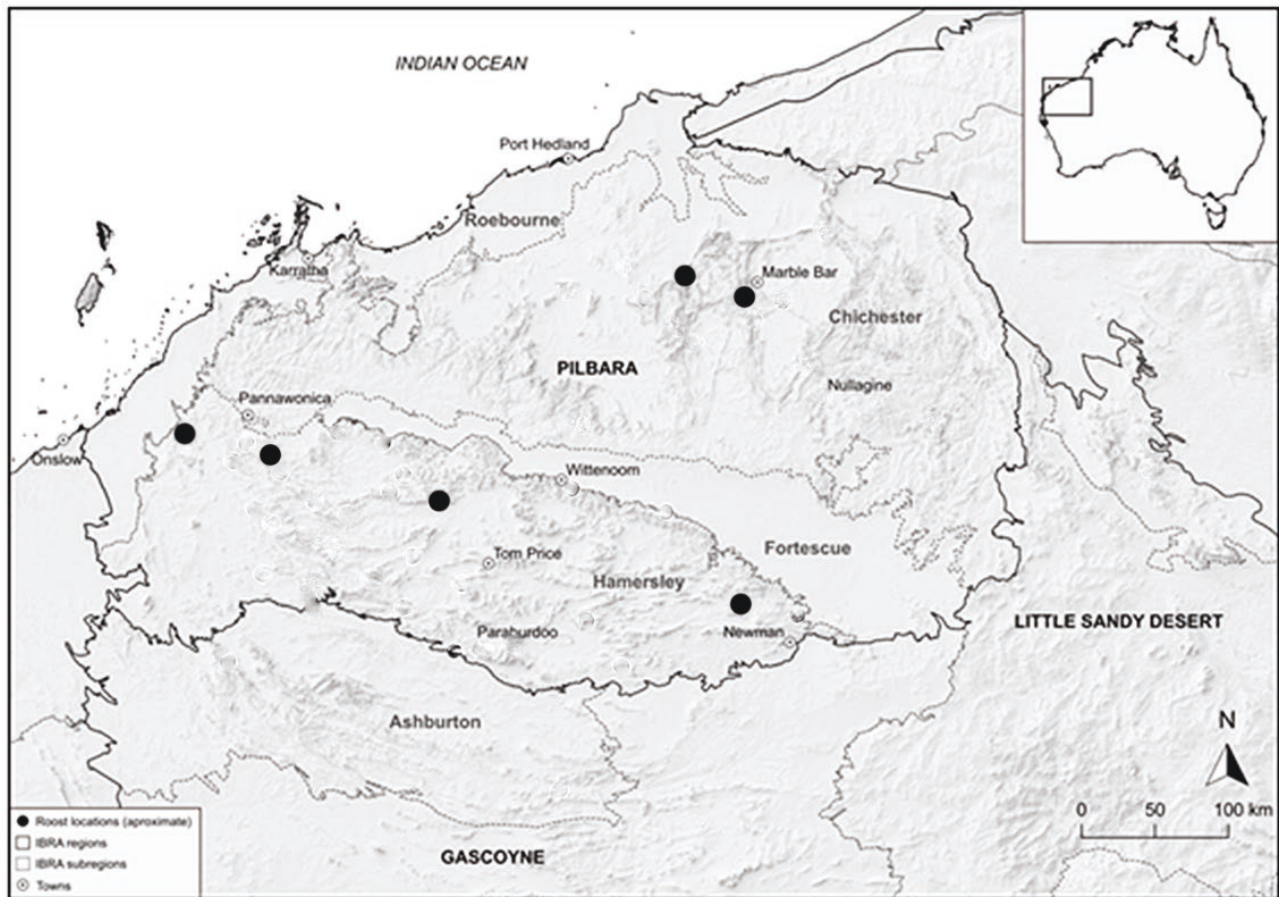 INDIAN OCEAN
Port Hedland
Roebourne
Karratha
Marble Bar
Chichester
PILBARA
Nullagine
Pannawonica
Onslow
Wittenoom
Fortescue
Tom Price
Hamersley
LITTLE SANDY DESERT
Newman
Paraburdoo
Ashburton
N
0 50 100 km
GASCOYNE
Roost locations (aproximate)
IBRA regions
IBRA subregions
Towns